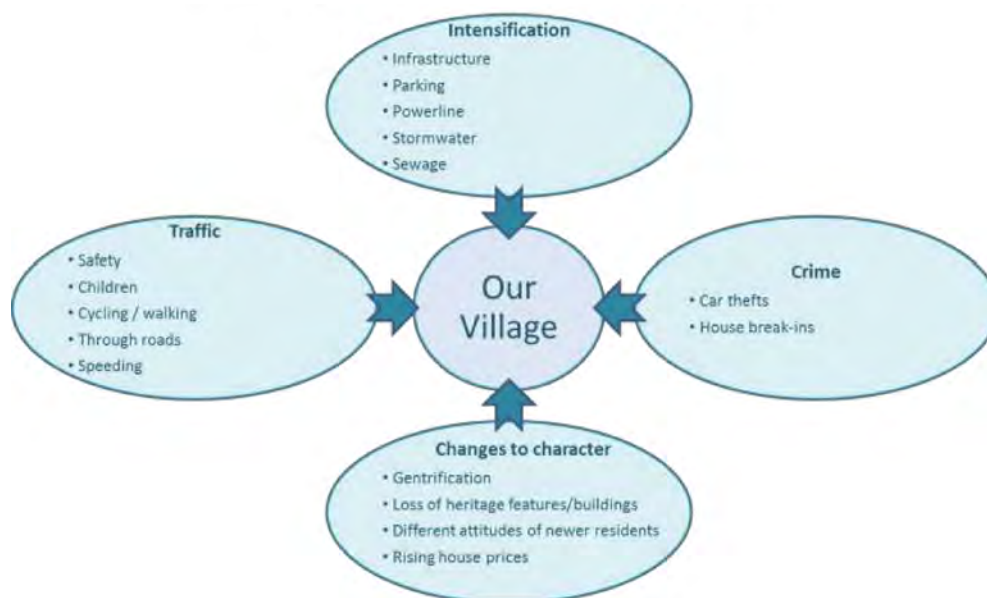 Intensification
• Infrastructure
• Parking
• Powerline
• Stormwater
• Sewage
Traffic
• Safety
• Children
• Cycling / walking
• Through roads
• Speeding
Our
Village
Crime
• Car thefts
• House break-ins
Changes to character
• Gentrification
• Loss of heritage features/buildings
• Different attitudes of newer residents
• Rising house prices